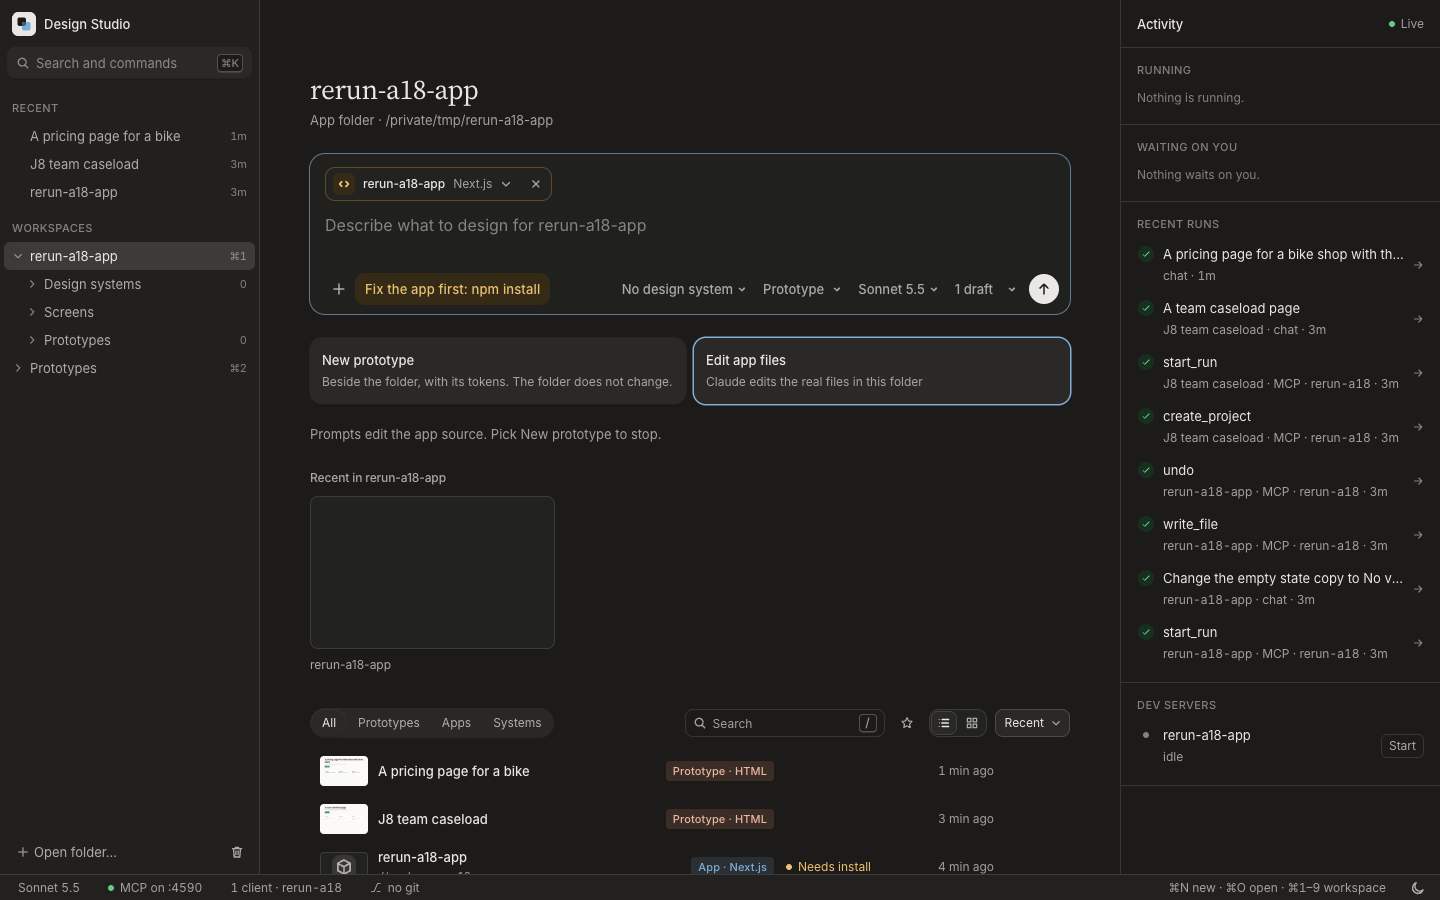 Design Studio
Search and commands ⌘K
RECENT
A pricing page for a bike 1m
J8 team caseload 3m
rerun-a18-app 3m
WORKSPACES
rerun-a18-app ⌘1
Design systems 0
Screens
Prototypes 0
Prototypes ⌘2
Open folder...
rerun-a18-app
App folder · /private/tmp/rerun-a18-app
rerun-a18-app Next.js
Describe what to design for rerun-a18-app
Fix the app first: npm install No design system Prototype Sonnet 5.5 1 draft
New prototype
Beside the folder, with its tokens. The folder does not change.
Edit app files
Claude edits the real files in this folder
Prompts edit the app source. Pick New prototype to stop.
Recent in rerun-a18-app
rerun-a18-app
All Prototypes Apps Systems Search / Recent
A pricing page for a bike Prototype · HTML 1 min ago
J8 team caseload Prototype · HTML 3 min ago
rerun-a18-app App · Next.js Needs install 4 min ago
Activity Live
RUNNING
Nothing is running.
WAITING ON YOU
Nothing waits on you.
RECENT RUNS
A pricing page for a bike shop with th...
chat · 1m
A team caseload page
J8 team caseload · chat · 3m
start_run
J8 team caseload · MCP · rerun-a18 · 3m
create_project
J8 team caseload · MCP · rerun-a18 · 3m
undo
rerun-a18-app · MCP · rerun-a18 · 3m
write_file
rerun-a18-app · MCP · rerun-a18 · 3m
Change the empty state copy to No v...
rerun-a18-app · chat · 3m
start_run
rerun-a18-app · MCP · rerun-a18 · 3m
DEV SERVERS
rerun-a18-app
idle
Start
Sonnet 5.5 MCP on :4590 1 client · rerun-a18 no git ⌘N new · ⌘O open · ⌘1–9 workspace